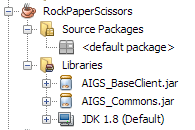 RockPaperScissors
Source Packages
<default package>
Libraries
AIGS_BaseClient.jar
AIGS_Commons.jar
JDK 1.8 (Default)